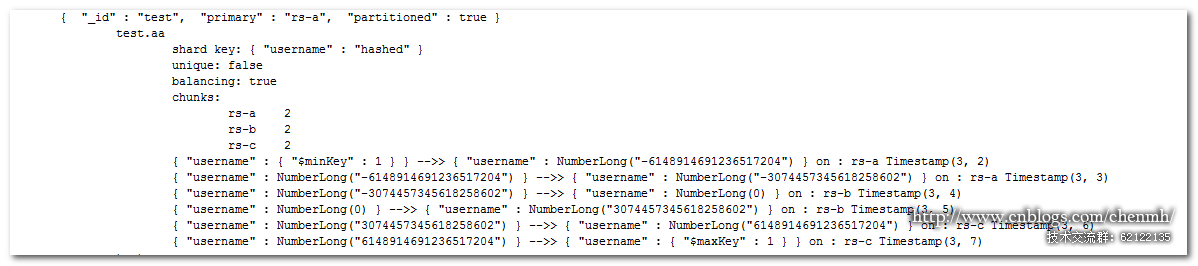 {  "_id" : "test",  "primary" : "rs-a",  "partitioned" : true }
test.aa
shard key: { "username" : "hashed" }
unique: false
balancing: true
chunks:
rs-a    2
rs-b    2
rs-c    2
{ "username" : { "$minKey" : 1 } } -->> { "username" : NumberLong("-6148914691236517204") } on : rs-a Timestamp(3, 2)
{ "username" : NumberLong("-6148914691236517204") } -->> { "username" : NumberLong("-3074457345618258602") } on : rs-a Timestamp(3, 3)
{ "username" : NumberLong("-3074457345618258602") } -->> { "username" : NumberLong(0) } on : rs-b Timestamp(3, 4)
{ "username" : NumberLong(0) } -->> { "username" : NumberLong("3074457345618258602") } on : rs-b Timestamp(3, 5)
{ "username" : NumberLong("3074457345618258602") } -->> { "username" : NumberLong("6148914691236517204") } on : rs-c Timestamp(3, 6)
{ "username" : NumberLong("6148914691236517204") } -->> { "username" : { "$maxKey" : 1 } } on : rs-c Timestamp(3, 7)
http://www.cnblogs.com/chenmh/
技术交流群：62122135